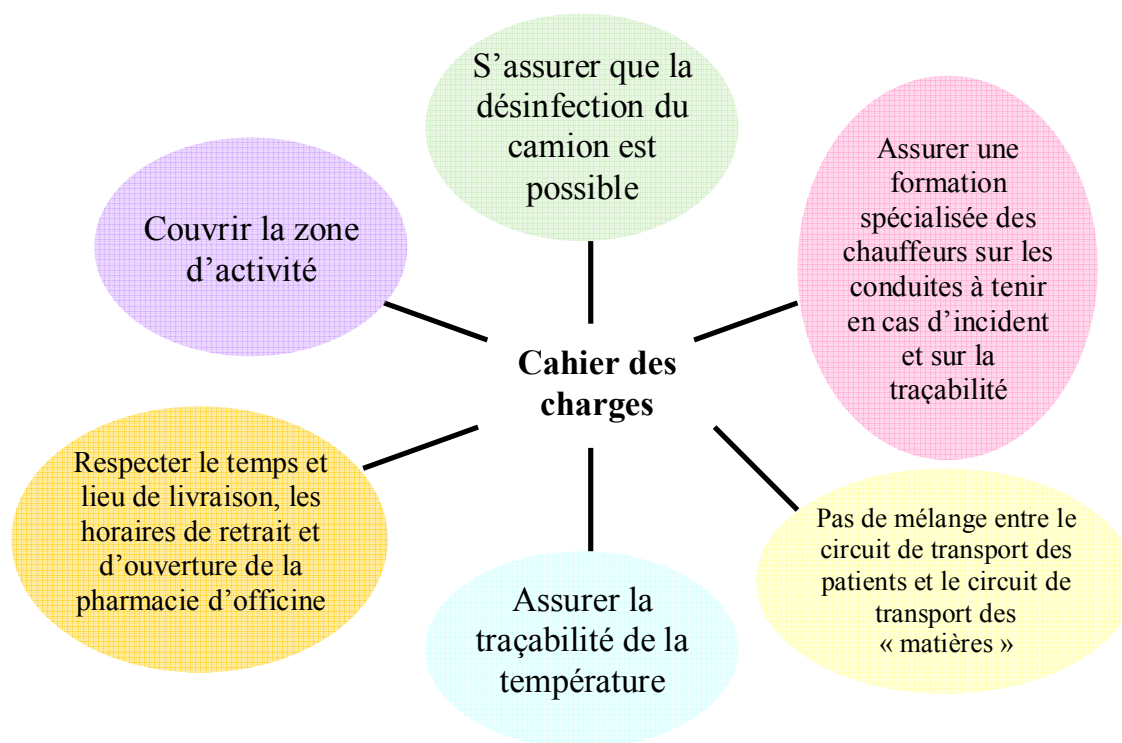 S’assurer que la
désinfection du
camion est
possible
Assurer une
formation
spécialisée des
chauffeurs sur les
conduites à tenir
en cas d’incident
et sur la
traçabilité
Couvrir la zone
d’activité
Cahier des
charges
Respecter le temps et
lieu de livraison, les
horaires de retrait et
d’ouverture de la
pharmacie d’officine
Pas de mélange entre le
circuit de transport des
patients et le circuit de
transport des
« matières »
Assurer la
traçabilité de la
température